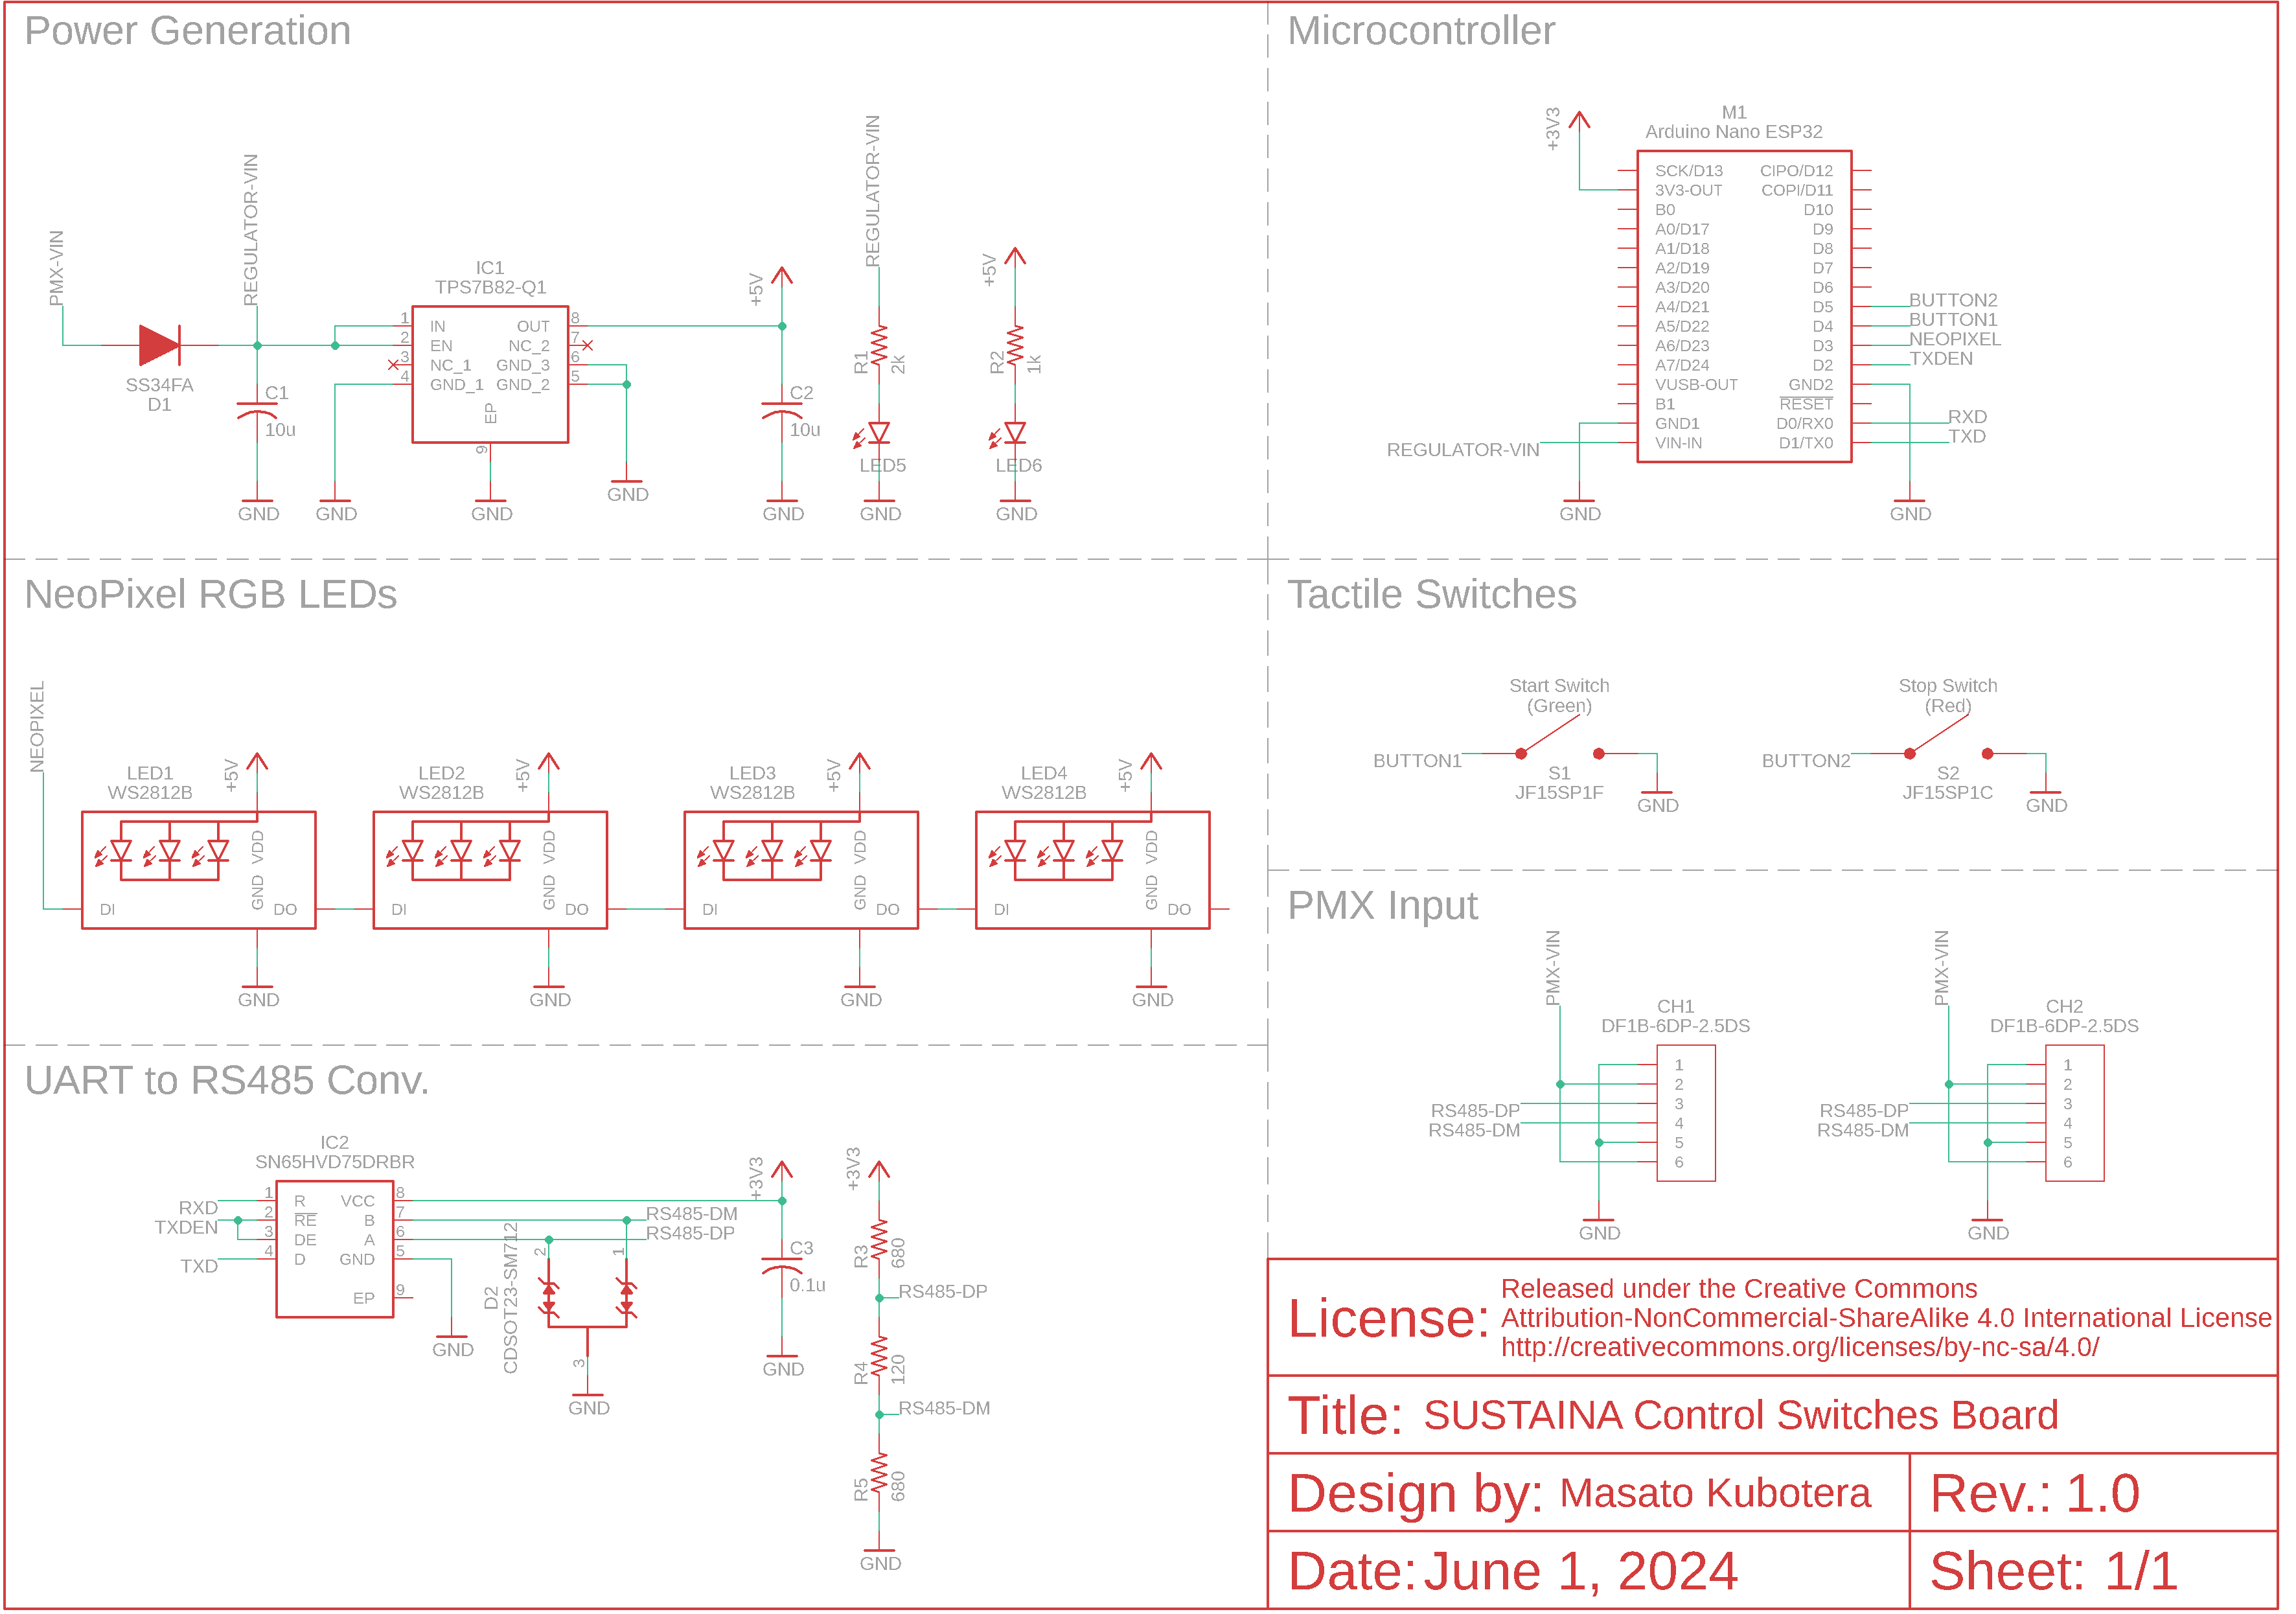 Power Generation
PMX-VIN
REGULATOR-VIN
SS34FA
D1
C1
10u
GND
GND
IC1
TPS7B82-Q1
1 IN OUT 8
2 EN NC_2 7
3 NC_1 GND_3 6
4 GND_1 GND_2 5
EP
9
GND
GND
+5V
C2
10u
GND
REGULATOR-VIN
R1
2k
LED5
GND
+5V
R2
1k
LED6
GND
Microcontroller
+3V3
M1
Arduino Nano ESP32
SCK/D13 CIPO/D12
3V3-OUT COPI/D11
B0 D10
A0/D17 D9
A1/D18 D8
A2/D19 D7
A3/D20 D6
A4/D21 D5 BUTTON2
A5/D22 D4 BUTTON1
A6/D23 D3 NEOPIXEL
A7/D24 D2 TXDEN
VUSB-OUT GND2
B1 RESET
GND1 D0/RX0 RXD
REGULATOR-VIN VIN-IN D1/TX0 TXD
GND
GND
NeoPixel RGB LEDs
NEOPIXEL
LED1
WS2812B
+5V
VDD
GND
DI DO
GND
LED2
WS2812B
+5V
VDD
GND
DI DO
GND
LED3
WS2812B
+5V
VDD
GND
DI DO
GND
LED4
WS2812B
+5V
VDD
GND
DI DO
GND
Tactile Switches
Start Switch
(Green)
BUTTON1
S1
JF15SP1F
GND
Stop Switch
(Red)
BUTTON2
S2
JF15SP1C
GND
PMX Input
PMX-VIN
CH1
DF1B-6DP-2.5DS
1
2
RS485-DP 3
RS485-DM 4
5
6
GND
PMX-VIN
CH2
DF1B-6DP-2.5DS
1
2
RS485-DP 3
RS485-DM 4
5
6
GND
UART to RS485 Conv.
IC2
SN65HVD75DRBR
RXD 1 R VCC 8
TXDEN 2 RE B 7 RS485-DM
3 DE A 6 RS485-DP
TXD 4 D GND 5
EP 9
GND
D2
CDSOT23-SM712
2
1
3
GND
+3V3
C3
0.1u
GND
+3V3
R3
680
RS485-DP
R4
120
RS485-DM
R5
680
GND
License:
Released under the Creative Commons
Attribution-NonCommercial-ShareAlike 4.0 International License
http://creativecommons.org/licenses/by-nc-sa/4.0/
Title: SUSTAINA Control Switches Board
Design by: Masato Kubotera
Rev.: 1.0
Date: June 1, 2024
Sheet: 1/1